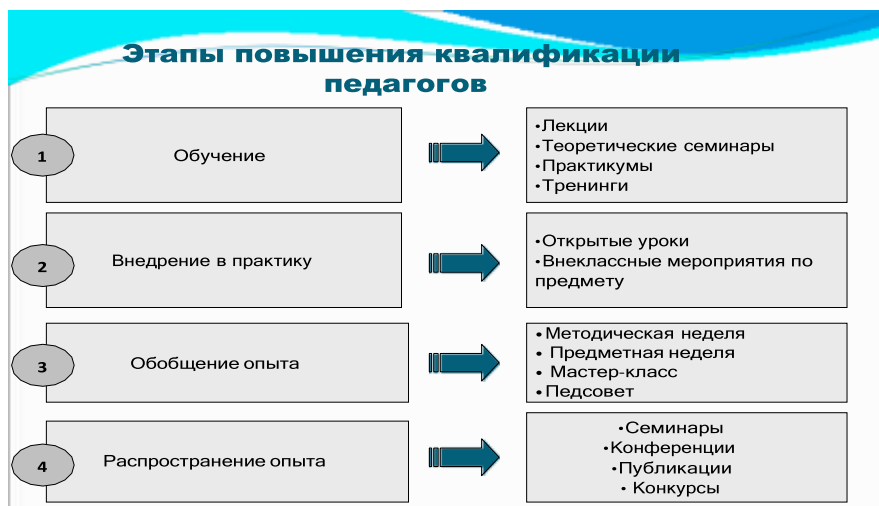 Этапы повышения квалификации
педагогов
1
Обучение
•Лекции
•Теоретические семинары
•Практикумы
•Тренинги
2
Внедрение в практику
•Открытые уроки
•Внеклассные мероприятия по
предмету
3
Обобщение опыта
• Методическая неделя
• Предметная неделя
• Мастер-класс
•Педсовет
4
Распространение опыта
•Семинары
•Конференции
•Публикации
• Конкурсы